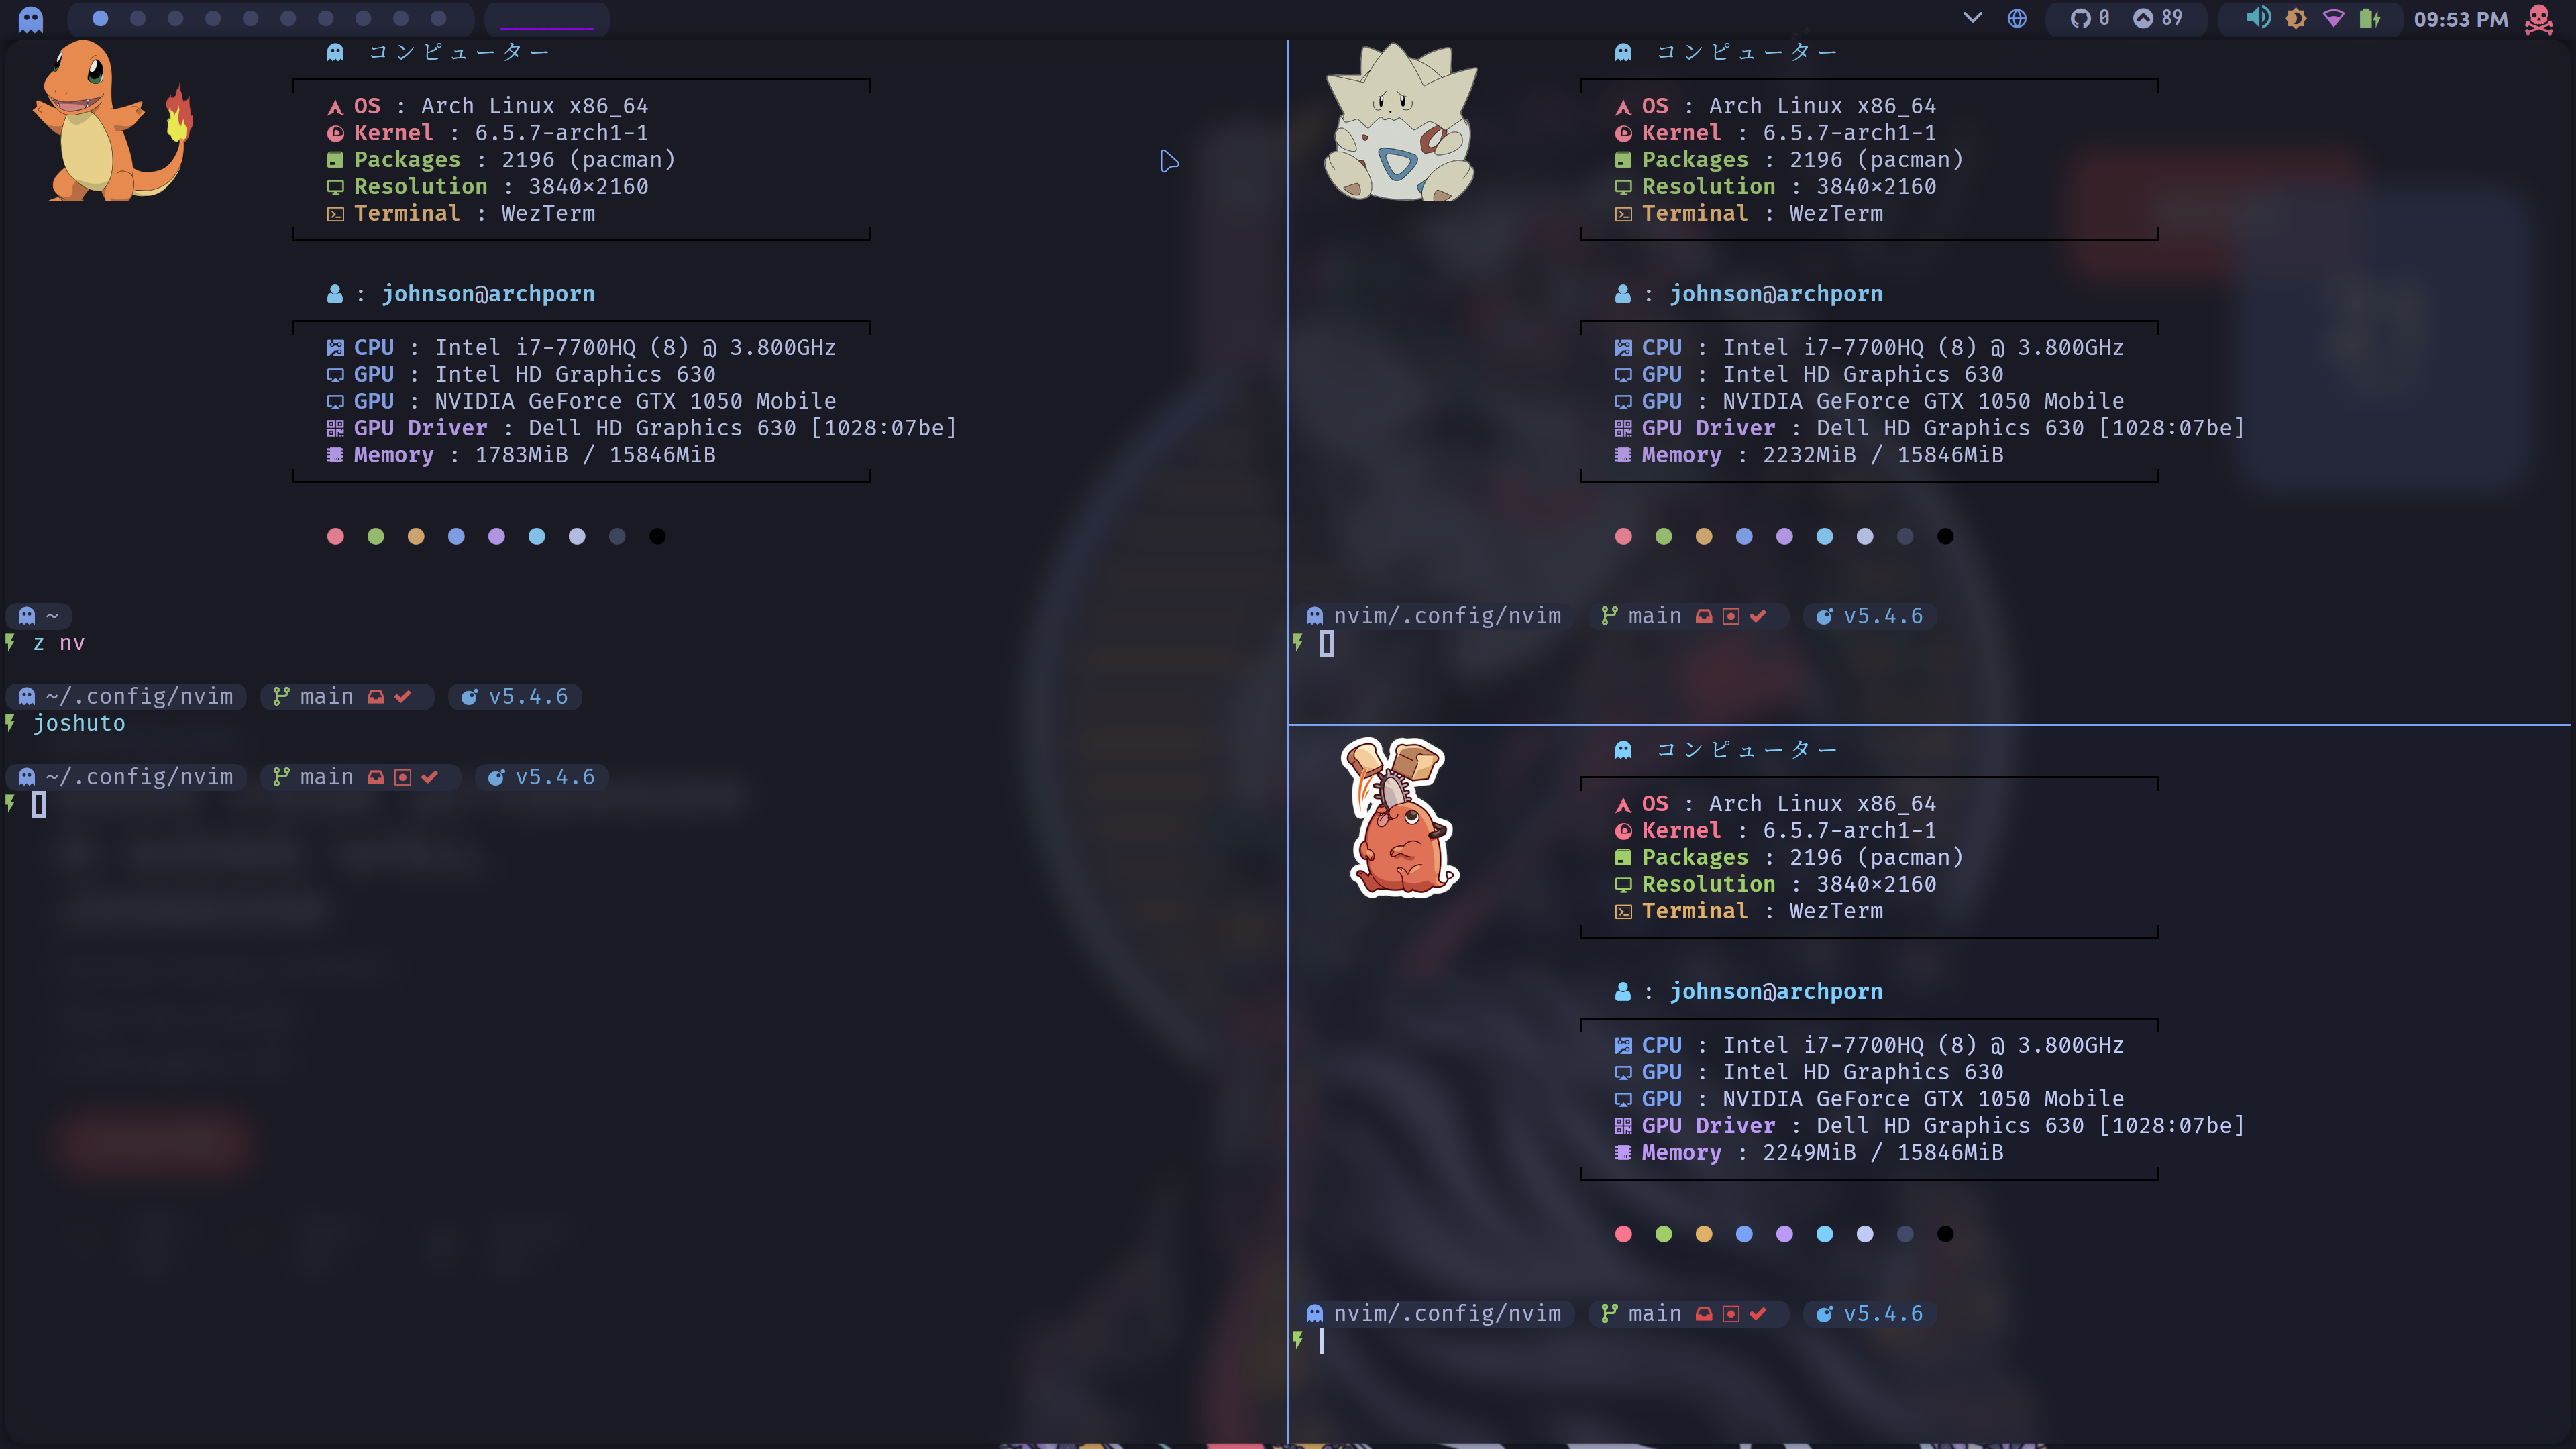 0 89 09:53 PM
コンピューター
OS : Arch Linux x86_64
Kernel : 6.5.7-arch1-1
Packages : 2196 (pacman)
Resolution : 3840×2160
Terminal : WezTerm
: johnson@archporn
CPU : Intel i7-7700HQ (8) @ 3.800GHz
GPU : Intel HD Graphics 630
GPU : NVIDIA GeForce GTX 1050 Mobile
GPU Driver : Dell HD Graphics 630 [1028:07be]
Memory : 1783MiB / 15846MiB
~
z nv
~/.config/nvim main v5.4.6
joshuto
~/.config/nvim main v5.4.6
コンピューター
OS : Arch Linux x86_64
Kernel : 6.5.7-arch1-1
Packages : 2196 (pacman)
Resolution : 3840×2160
Terminal : WezTerm
: johnson@archporn
CPU : Intel i7-7700HQ (8) @ 3.800GHz
GPU : Intel HD Graphics 630
GPU : NVIDIA GeForce GTX 1050 Mobile
GPU Driver : Dell HD Graphics 630 [1028:07be]
Memory : 2232MiB / 15846MiB
nvim/.config/nvim main v5.4.6
コンピューター
OS : Arch Linux x86_64
Kernel : 6.5.7-arch1-1
Packages : 2196 (pacman)
Resolution : 3840×2160
Terminal : WezTerm
: johnson@archporn
CPU : Intel i7-7700HQ (8) @ 3.800GHz
GPU : Intel HD Graphics 630
GPU : NVIDIA GeForce GTX 1050 Mobile
GPU Driver : Dell HD Graphics 630 [1028:07be]
Memory : 2249MiB / 15846MiB
nvim/.config/nvim main v5.4.6